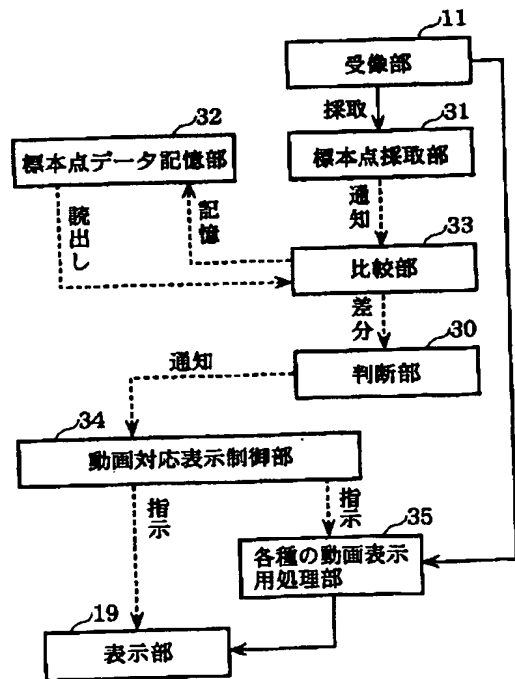 11
受像部
採取
32
31
標本点データ記憶部
標本点採取部
読出し
記憶
通知
33
比較部
差分
30
通知
判断部
34
動画対応表示制御部
指示
指示
35
各種の動画表示
用処理部
19
表示部